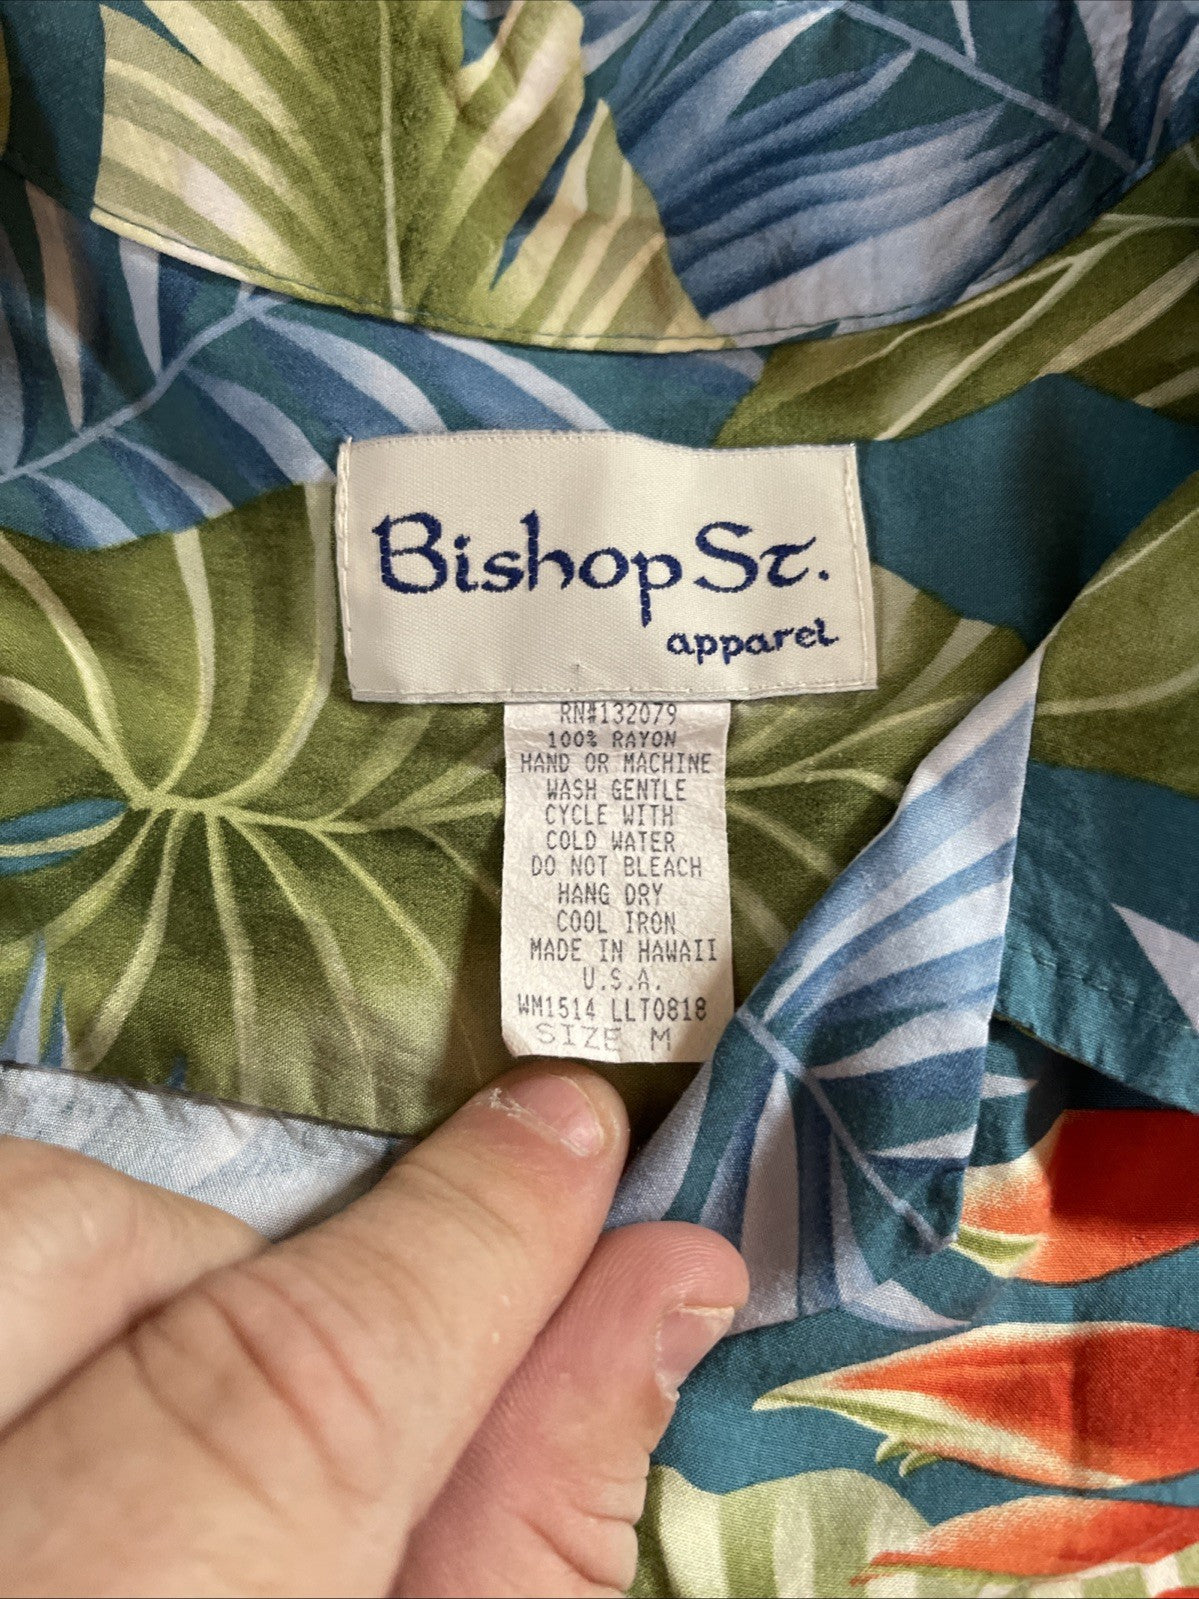 Bishop St.
apparel
RN#132079
100% RAYON
HAND OR MACHINE
WASH GENTLE
CYCLE WITH
COLD WATER
DO NOT BLEACH
HANG DRY
COOL IRON
MADE IN HAWAII
U.S.A.
WM1514 LLT0818
SIZE M